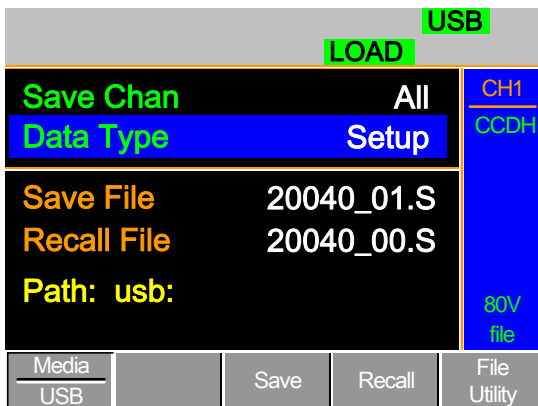 USB
LOAD
Save Chan All
Data Type Setup
Save File 20040_01.S
Recall File 20040_00.S
Path: usb:
CH1
CCDH
80V
file
Media
USB
Save
Recall
File
Utility